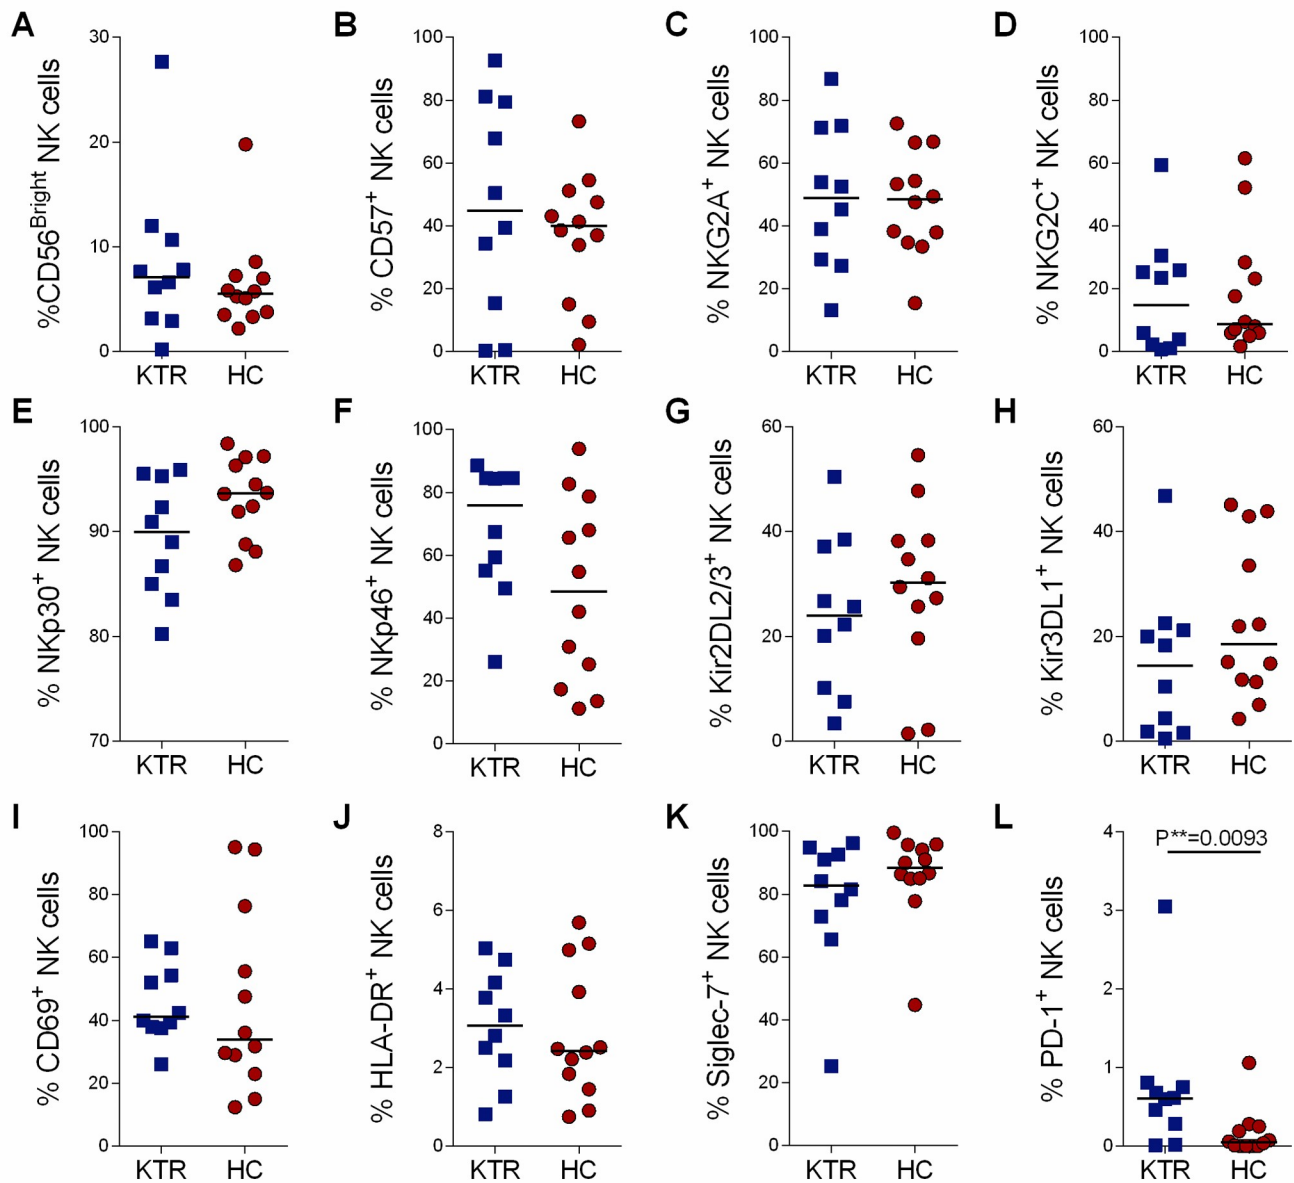 A
%CD56Bright NK cells
30
20
10
0
KTR HC
B
% CD57+ NK cells
100
80
60
40
20
0
KTR HC
C
% NKG2A+ NK cells
100
80
60
40
20
0
KTR HC
D
% NKG2C+ NK cells
100
80
60
40
20
0
KTR HC
E
% NKp30+ NK cells
100
90
80
70
KTR HC
F
% NKp46+ NK cells
100
80
60
40
20
0
KTR HC
G
% Kir2DL2/3+ NK cells
60
40
20
0
KTR HC
H
% Kir3DL1+ NK cells
60
40
20
0
KTR HC
I
% CD69+ NK cells
100
80
60
40
20
0
KTR HC
J
% HLA-DR+ NK cells
8
6
4
2
0
KTR HC
K
% Siglec-7+ NK cells
100
80
60
40
20
0
KTR HC
L
% PD-1+ NK cells
4
3
2
1
0
P**=0.0093
KTR HC